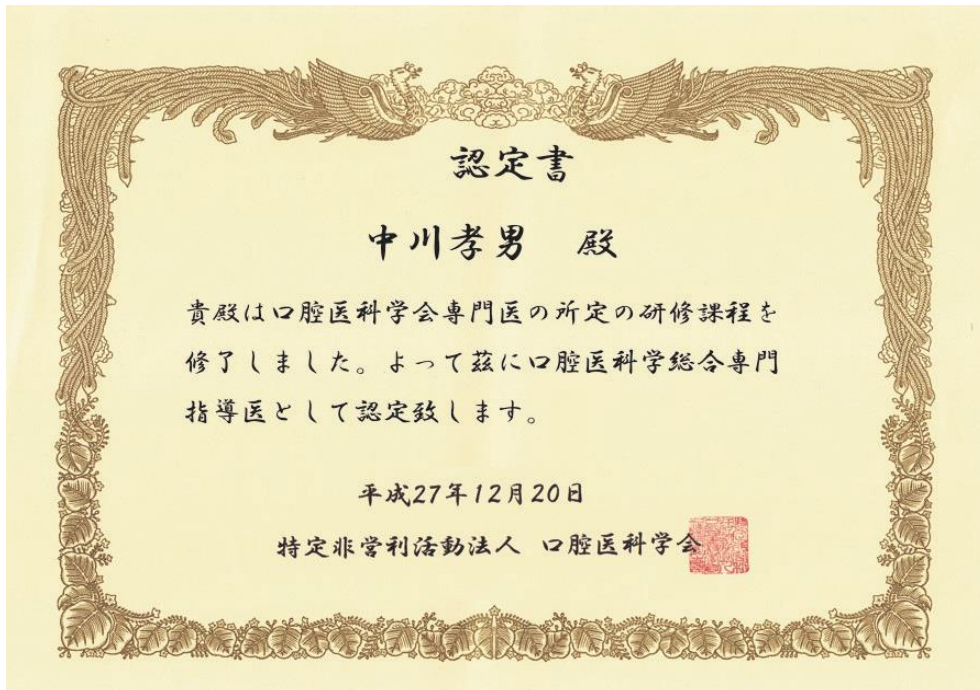 認定書
中川孝男　殿
貴殿は口腔医科学会専門医の所定の研修課程を
修了しました。よって茲に口腔医科学総合専門
指導医として認定致します。
平成27年12月20日
特定非営利活動法人　口腔医科学会